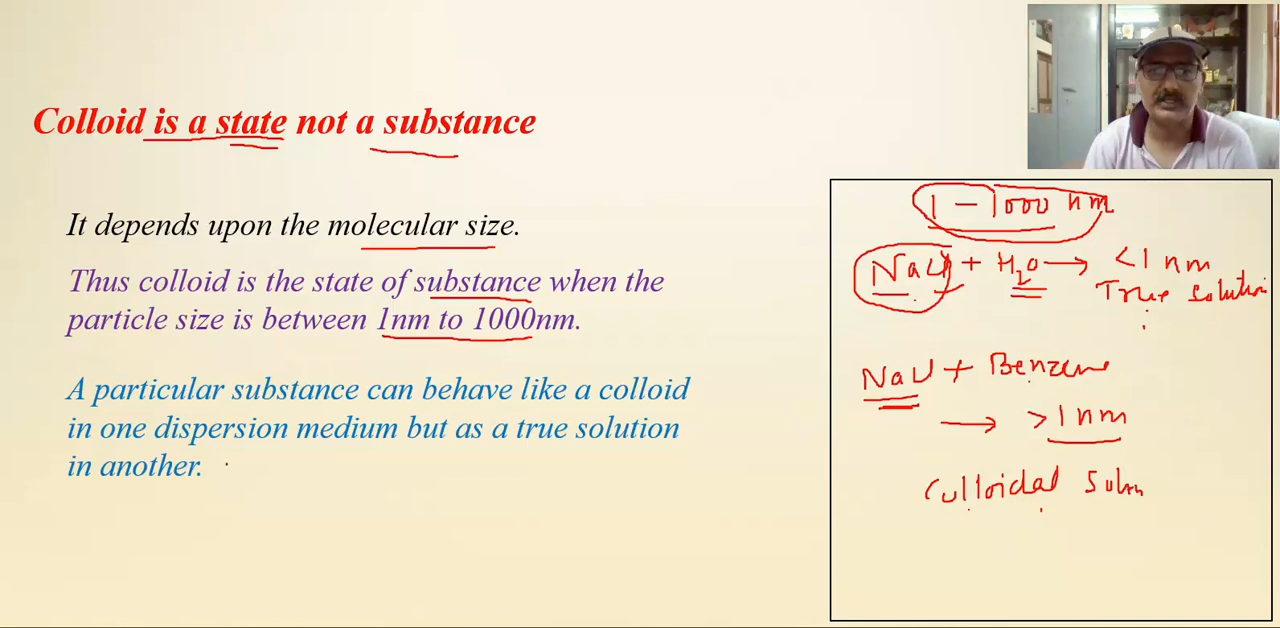 Colloid is a state not a substance
It depends upon the molecular size.
Thus colloid is the state of substance when the
particle size is between 1nm to 1000nm.
A particular substance can behave like a colloid
in one dispersion medium but as a true solution
in another.
1 - 1000 nm
NaCl + H2O → <1 nm
True solution
NaCl + Benzene
→ >1 nm
Colloidal Soln